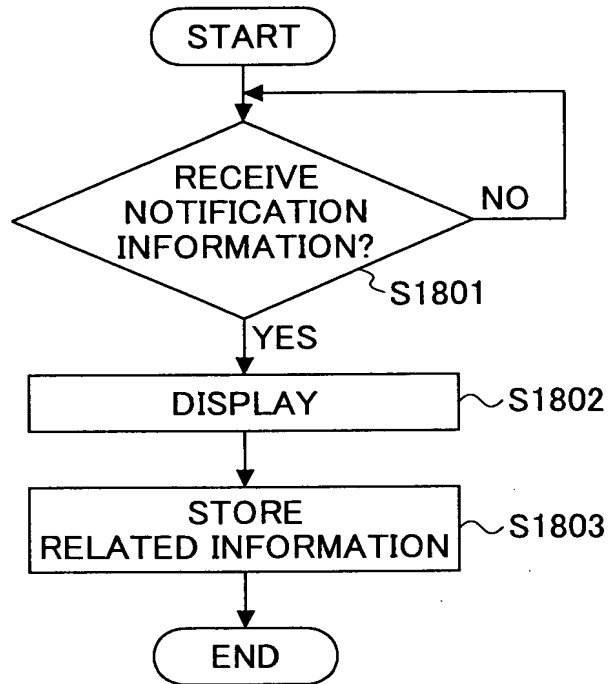 START
RECEIVE
NOTIFICATION
INFORMATION?
NO
S1801
YES
DISPLAY
S1802
STORE
RELATED INFORMATION
S1803
END